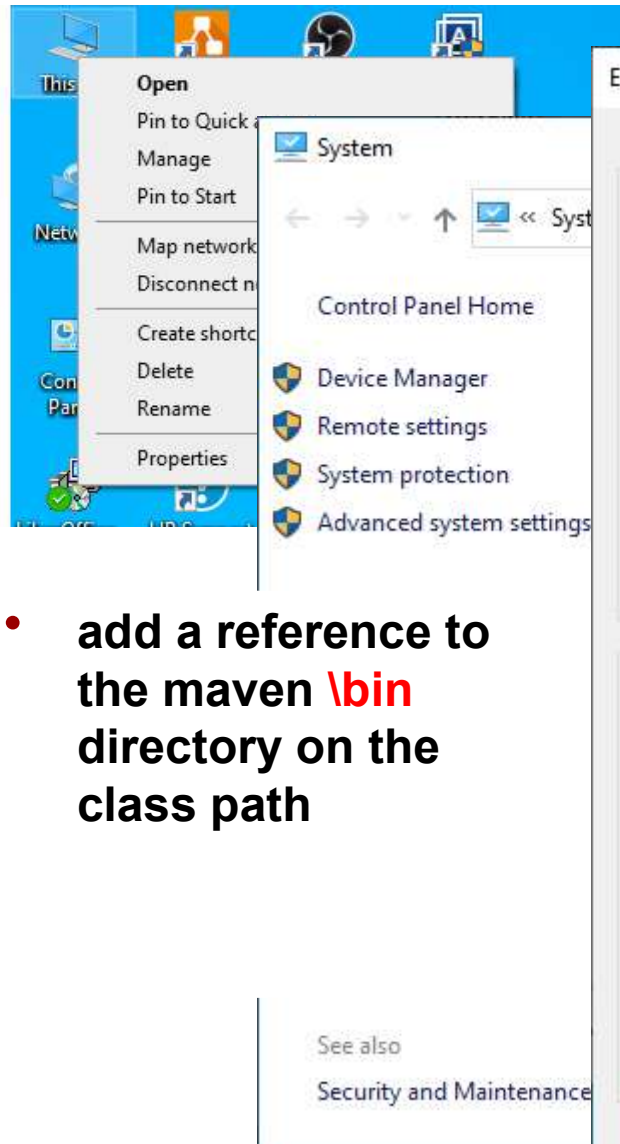 This
Open
Pin to Quick
Manage
Pin to Start
Map network
Disconnect
Create
Delete
Rename
Properties
System
Control Panel Home
Device Manager
Remote settings
System protection
Advanced system settings
• add a reference to
the maven \bin
directory on the
class path
See also
Security and Maintenance